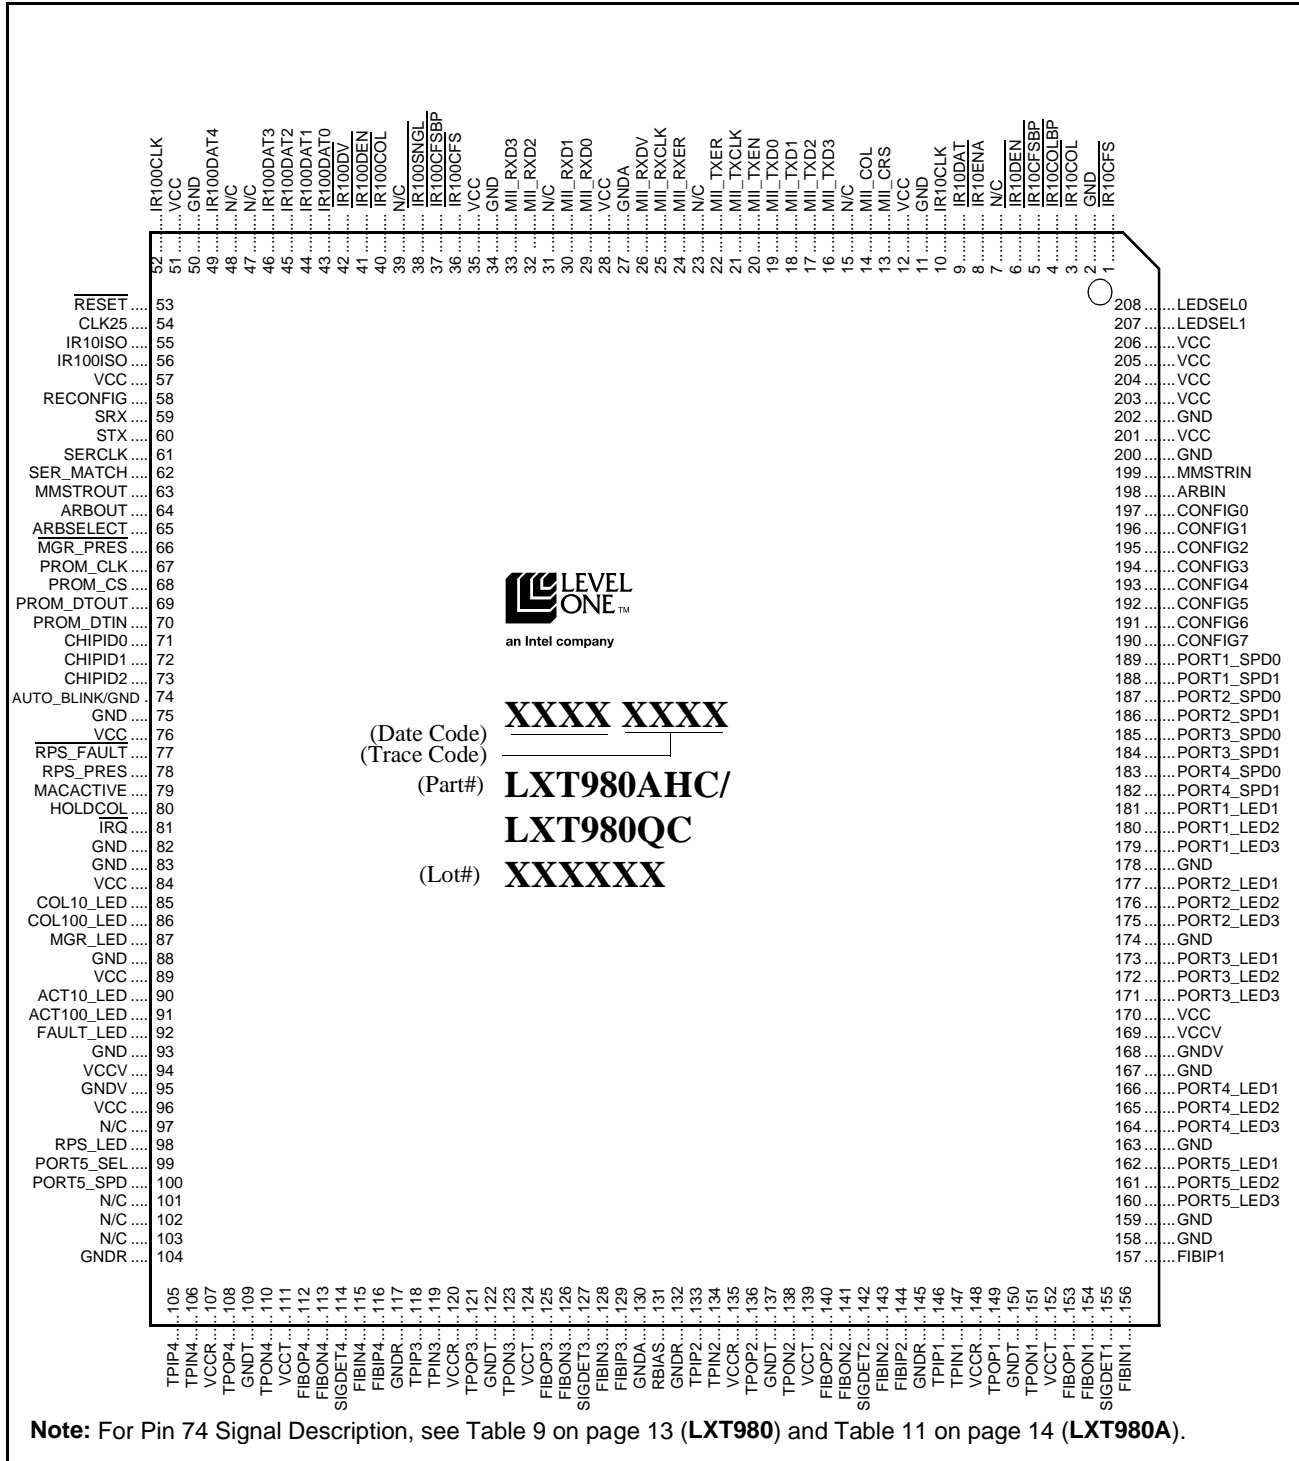 52......IR100CLK
51......VCC
50......GND
49......IR100DAT4
48......N/C
47......N/C
46......IR100DAT3
45......IR100DAT2
44......IR100DAT1
43......IR100DAT0
42......IR100DV
41......IR100DEN
40......IR100COL
39......N/C
38......IR100SNGL
37......IR100CFSBP
36......IR100CFS
35......VCC
34......GND
33......MII_RXD3
32......MII_RXD2
31......N/C
30......MII_RXD1
29......MII_RXD0
28......VCC
27......GNDA
26......MII_RXDV
25......MII_RXCLK
24......MII_RXER
23......N/C
22......MII_TXER
21......MII_TXCLK
20......MII_TXEN
19......MII_TXD0
18......MII_TXD1
17......MII_TXD2
16......MII_TXD3
15......N/C
14......MII_COL
13......MII_CRS
12......VCC
11......GND
10......IR10CLK
9......IR10DAT
8......IR10ENA
7......N/C
6......IR10DEN
5......IR10CFSBP
4......IR10COLBP
3......IR10COL
2......GND
1......IR10CFS
RESET .... 53
CLK25 .... 54
IR10ISO .... 55
IR100ISO .... 56
VCC .... 57
RECONFIG .... 58
SRX .... 59
STX .... 60
SERCLK .... 61
SER_MATCH .... 62
MMSTROUT .... 63
ARBOUT .... 64
ARBSELECT .... 65
MGR_PRES .... 66
PROM_CLK .... 67
PROM_CS .... 68
PROM_DTOUT .... 69
PROM_DTIN .... 70
CHIPID0 .... 71
CHIPID1 .... 72
CHIPID2 .... 73
AUTO_BLINK/GND . 74
GND .... 75
VCC .... 76
RPS_FAULT .... 77
RPS_PRES .... 78
MACACTIVE .... 79
HOLDCOL .... 80
IRQ .... 81
GND .... 82
GND .... 83
VCC .... 84
COL10_LED .... 85
COL100_LED .... 86
MGR_LED .... 87
GND .... 88
VCC .... 89
ACT10_LED .... 90
ACT100_LED .... 91
FAULT_LED .... 92
GND .... 93
VCCV .... 94
GNDV .... 95
VCC .... 96
N/C .... 97
RPS_LED .... 98
PORT5_SEL .... 99
PORT5_SPD .... 100
N/C .... 101
N/C .... 102
N/C .... 103
GNDR .... 104
LEVEL
ONE TM
an Intel company
(Date Code) XXXX XXXX
(Trace Code)
(Part#) LXT980AHC/
LXT980QC
(Lot#) XXXXXX
208 .......LEDSEL0
207 .......LEDSEL1
206 .......VCC
205 .......VCC
204 .......VCC
203 .......VCC
202 .......GND
201 .......VCC
200 .......GND
199 .......MMSTRIN
198 .......ARBIN
197 .......CONFIG0
196 .......CONFIG1
195 .......CONFIG2
194 .......CONFIG3
193 .......CONFIG4
192 .......CONFIG5
191 .......CONFIG6
190 .......CONFIG7
189 .......PORT1_SPD0
188 .......PORT1_SPD1
187 .......PORT2_SPD0
186 .......PORT2_SPD1
185 .......PORT3_SPD0
184 .......PORT3_SPD1
183 .......PORT4_SPD0
182 .......PORT4_SPD1
181 .......PORT1_LED1
180 .......PORT1_LED2
179 .......PORT1_LED3
178 .......GND
177 .......PORT2_LED1
176 .......PORT2_LED2
175 .......PORT2_LED3
174 .......GND
173 .......PORT3_LED1
172 .......PORT3_LED2
171 .......PORT3_LED3
170 .......VCC
169 .......VCCV
168 .......GNDV
167 .......GND
166 .......PORT4_LED1
165 .......PORT4_LED2
164 .......PORT4_LED3
163 .......GND
162 .......PORT5_LED1
161 .......PORT5_LED2
160 .......PORT5_LED3
159 .......GND
158 .......GND
157 .......FIBIP1
TPIP4.....105
TPIN4.....106
VCCR.....107
TPOP4.....108
GNDT.....109
TPON4.....110
VCCT.....111
FIBOP4.....112
FIBON4.....113
SIGDET4.....114
FIBIN4.....115
FIBIP4.....116
GNDR.....117
TPIP3.....118
TPIN3.....119
VCCR.....120
TPOP3.....121
GNDT.....122
TPON3.....123
VCCT.....124
FIBOP3.....125
FIBON3.....126
SIGDET3.....127
FIBIN3.....128
FIBIP3.....129
GNDA.....130
RBIAS.....131
GNDR.....132
TPIP2.....133
TPIN2.....134
VCCR.....135
TPOP2.....136
GNDT.....137
TPON2.....138
VCCT.....139
FIBOP2.....140
FIBON2.....141
SIGDET2.....142
FIBIN2.....143
FIBIP2.....144
GNDR.....145
TPIP1.....146
TPIN1.....147
VCCR.....148
TPOP1.....149
GNDT.....150
TPON1.....151
VCCT.....152
FIBOP1.....153
FIBON1.....154
SIGDET1.....155
FIBIN1.....156
Note: For Pin 74 Signal Description, see Table 9 on page 13 (LXT980) and Table 11 on page 14 (LXT980A).